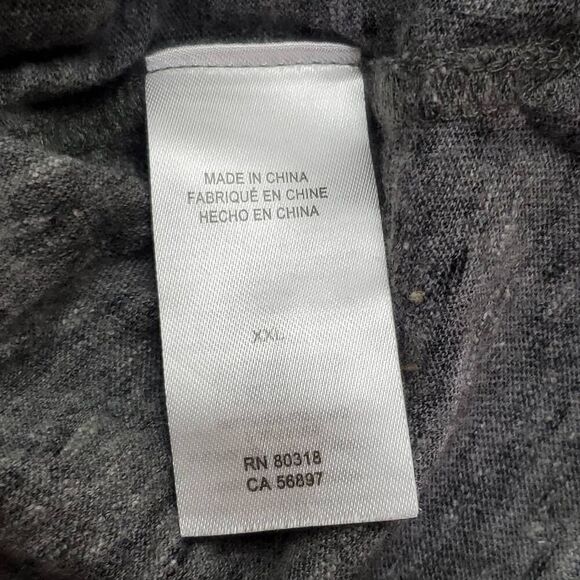 MADE IN CHINA
FABRIQUÉ EN CHINE
HECHO EN CHINA
XXL
RN 80318
CA 56897